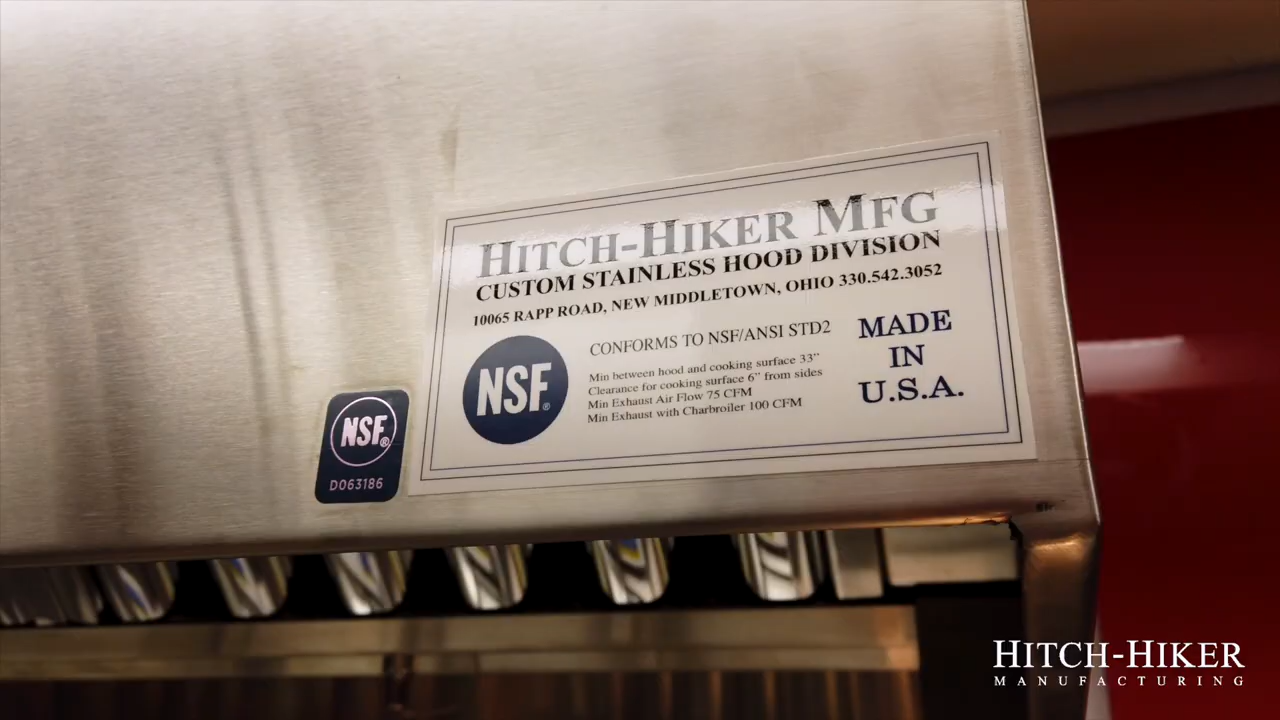 HITCH-HIKER MFG
CUSTOM STAINLESS HOOD DIVISION
10065 RAPP ROAD, NEW MIDDLETOWN, OHIO 330.542.3052
CONFORMS TO NSF/ANSI STD2
Min between hood and cooking surface 33"
Clearance for cooking surface 6" from sides
Min Exhaust Air Flow 75 CFM
Min Exhaust with Charbroiler 100 CFM
MADE
IN
U.S.A.
NSF®
NSF®
D063186
HITCH-HIKER
MANUFACTURING